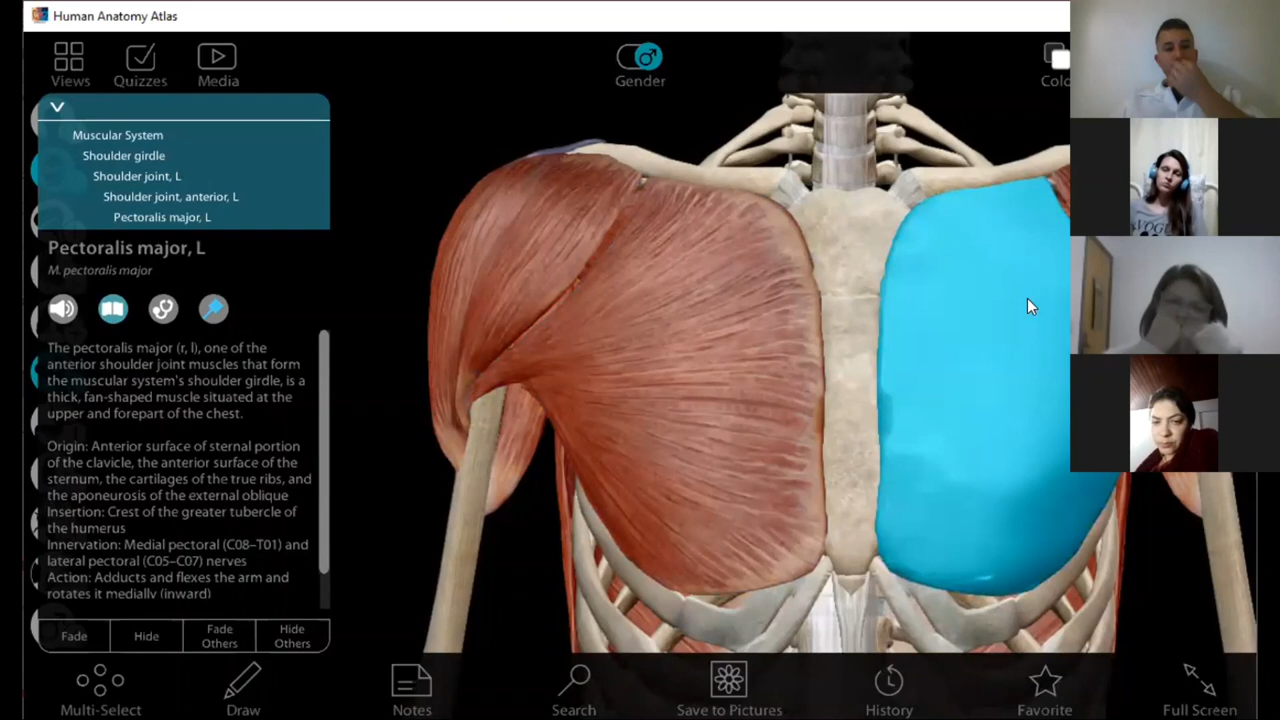 Human Anatomy Atlas
Views
Quizzes
Media
Gender
Colo
Muscular System
Shoulder girdle
Shoulder joint, L
Shoulder joint, anterior, L
Pectoralis major, L
Pectoralis major, L
M. pectoralis major
The pectoralis major (r, l), one of the
anterior shoulder joint muscles that form
the muscular system's shoulder girdle, is a
thick, fan-shaped muscle situated at the
upper and forepart of the chest.
Origin: Anterior surface of sternal portion
of the clavicle, the anterior surface of the
sternum, the cartilages of the true ribs, and
the aponeurosis of the external oblique
Insertion: Crest of the greater tubercle of
the humerus
Innervation: Medial pectoral (C08–T01) and
lateral pectoral (C05–C07) nerves
Action: Adducts and flexes the arm and
rotates it medially (inward)
Fade
Hide
Fade
Others
Hide
Others
Multi-Select
Draw
Notes
Search
Save to Pictures
History
Favorite
Full Screen
VOGUE